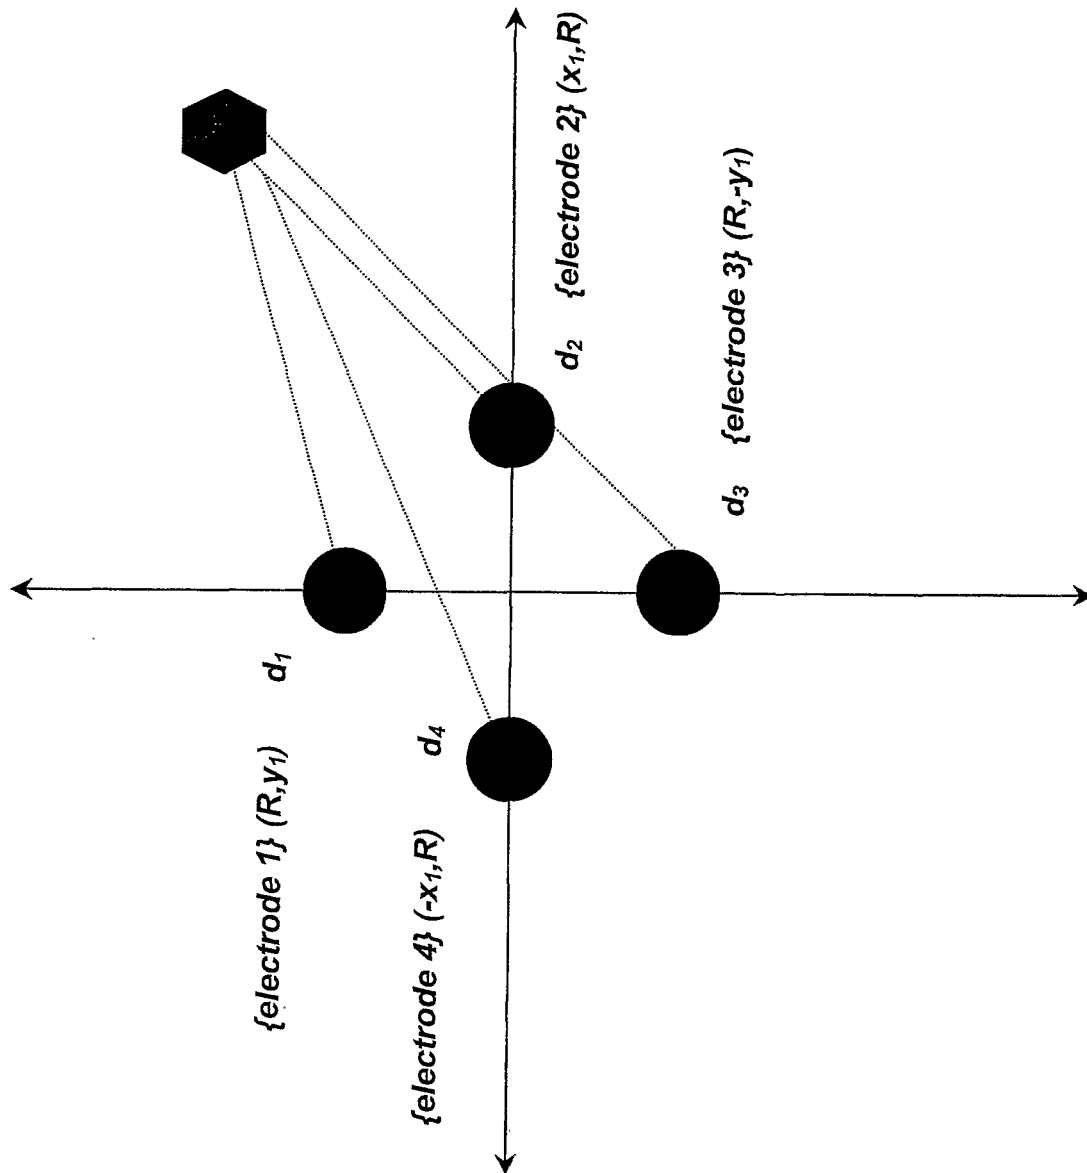 d₁
{electrode 1} (R,y₁)
d₄
{electrode 4} (-x₁,R)
d₂ {electrode 2} (x₁,R)
d₃ {electrode 3} (R,-y₁)